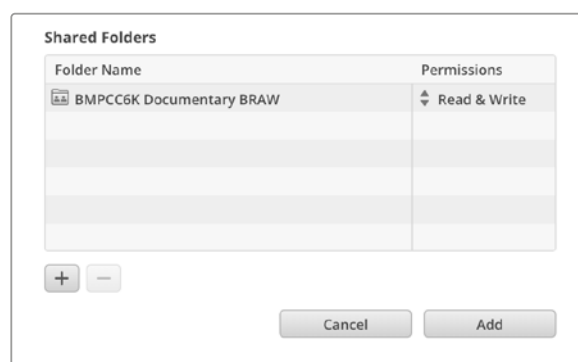 Shared Folders
Folder Name Permissions
BMPCC6K Documentary BRAW Read & Write
+ −
Cancel Add